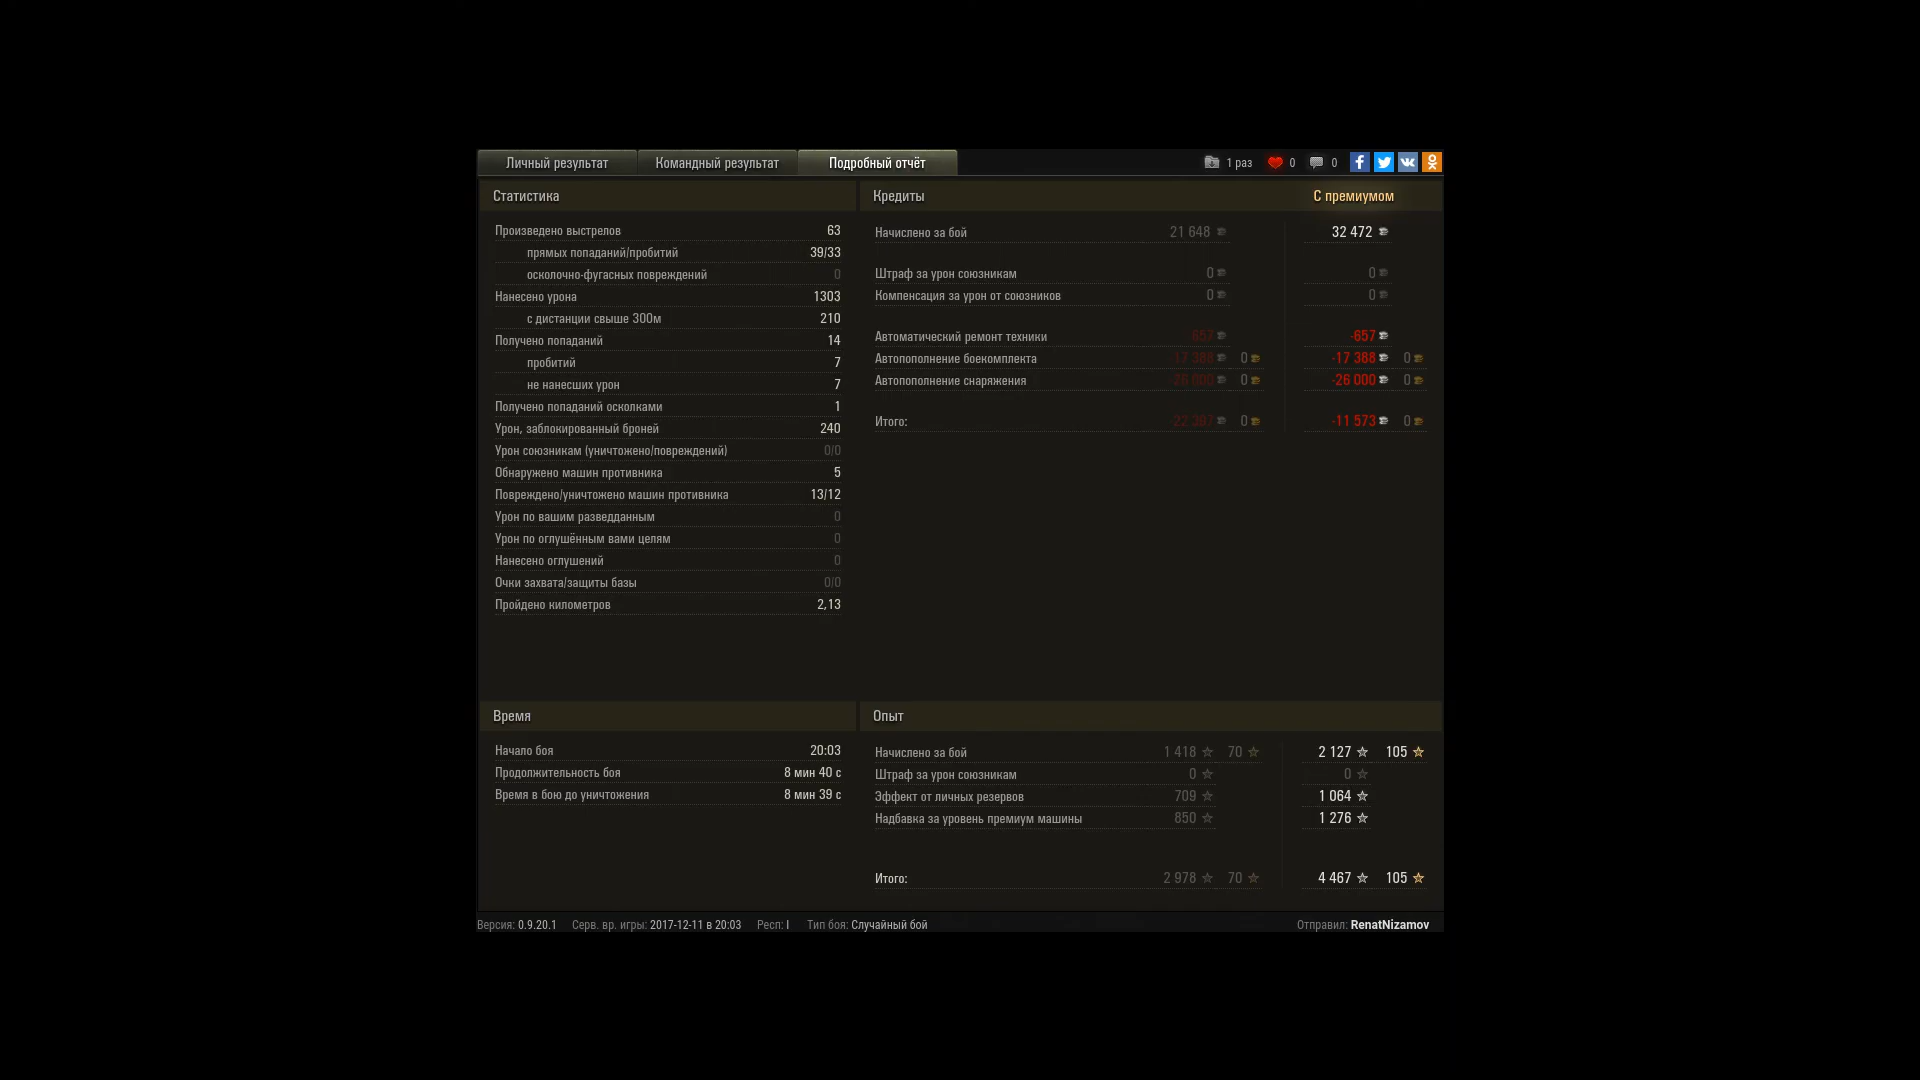 Личный результат Командный результат Подробный отчёт 1 раз 0 0
Статистика
Произведено выстрелов 63
прямых попаданий/пробитий 39/33
осколочно-фугасных повреждений 0
Нанесено урона 1303
с дистанции свыше 300м 210
Получено попаданий 14
пробитий 7
не нанесших урон 7
Получено попаданий осколками 1
Урон, заблокированный броней 240
Урон союзникам (уничтожено/повреждений) 0/0
Обнаружено машин противника 5
Повреждено/уничтожено машин противника 13/12
Урон по вашим разведданным 0
Урон по оглушённым вами целям 0
Нанесено оглушений 0
Очки захвата/защиты базы 0/0
Пройдено километров 2,13
Кредиты С премиумом
Начислено за бой 21 648 32 472
Штраф за урон союзникам 0 0
Компенсация за урон от союзников 0 0
Автоматический ремонт техники -657 -657
Автопополнение боекомплекта -17 388 0 -17 388 0
Автопополнение снаряжения -26 000 0 -26 000 0
Итого: -22 397 0 -11 573 0
Время
Начало боя 20:03
Продолжительность боя 8 мин 40 с
Время в бою до уничтожения 8 мин 39 с
Опыт
Начислено за бой 1 418 70 2 127 105
Штраф за урон союзникам 0 0
Эффект от личных резервов 709 1 064
Надбавка за уровень премиум машины 850 1 276
Итого: 2 978 70 4 467 105
Версия: 0.9.20.1 Серв. вр. игры: 2017-12-11 в 20:03 Респ: I Тип боя: Случайный бой Отправил: RenatNizamov